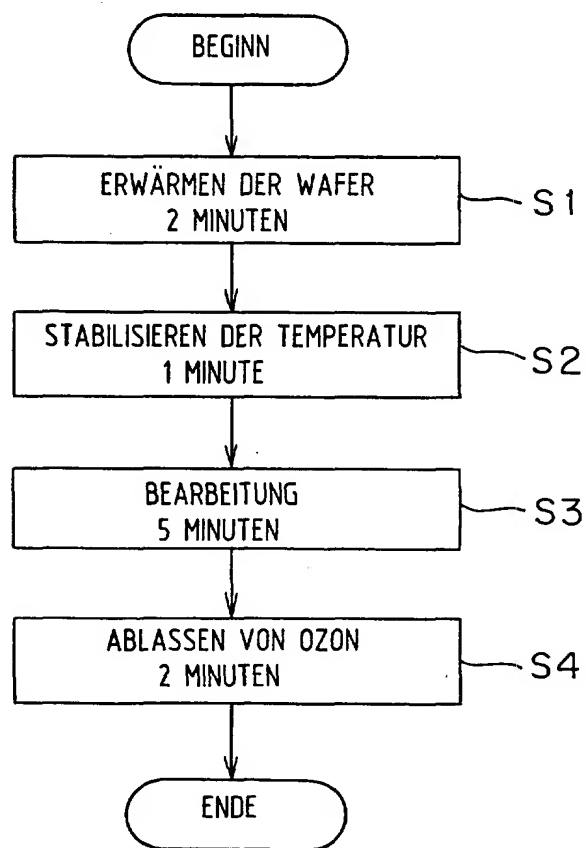 BEGINN
ERWÄRMEN DER WAFER
2 MINUTEN
S1
STABILISIEREN DER TEMPERATUR
1 MINUTE
S2
BEARBEITUNG
5 MINUTEN
S3
ABLASSEN VON OZON
2 MINUTEN
S4
ENDE